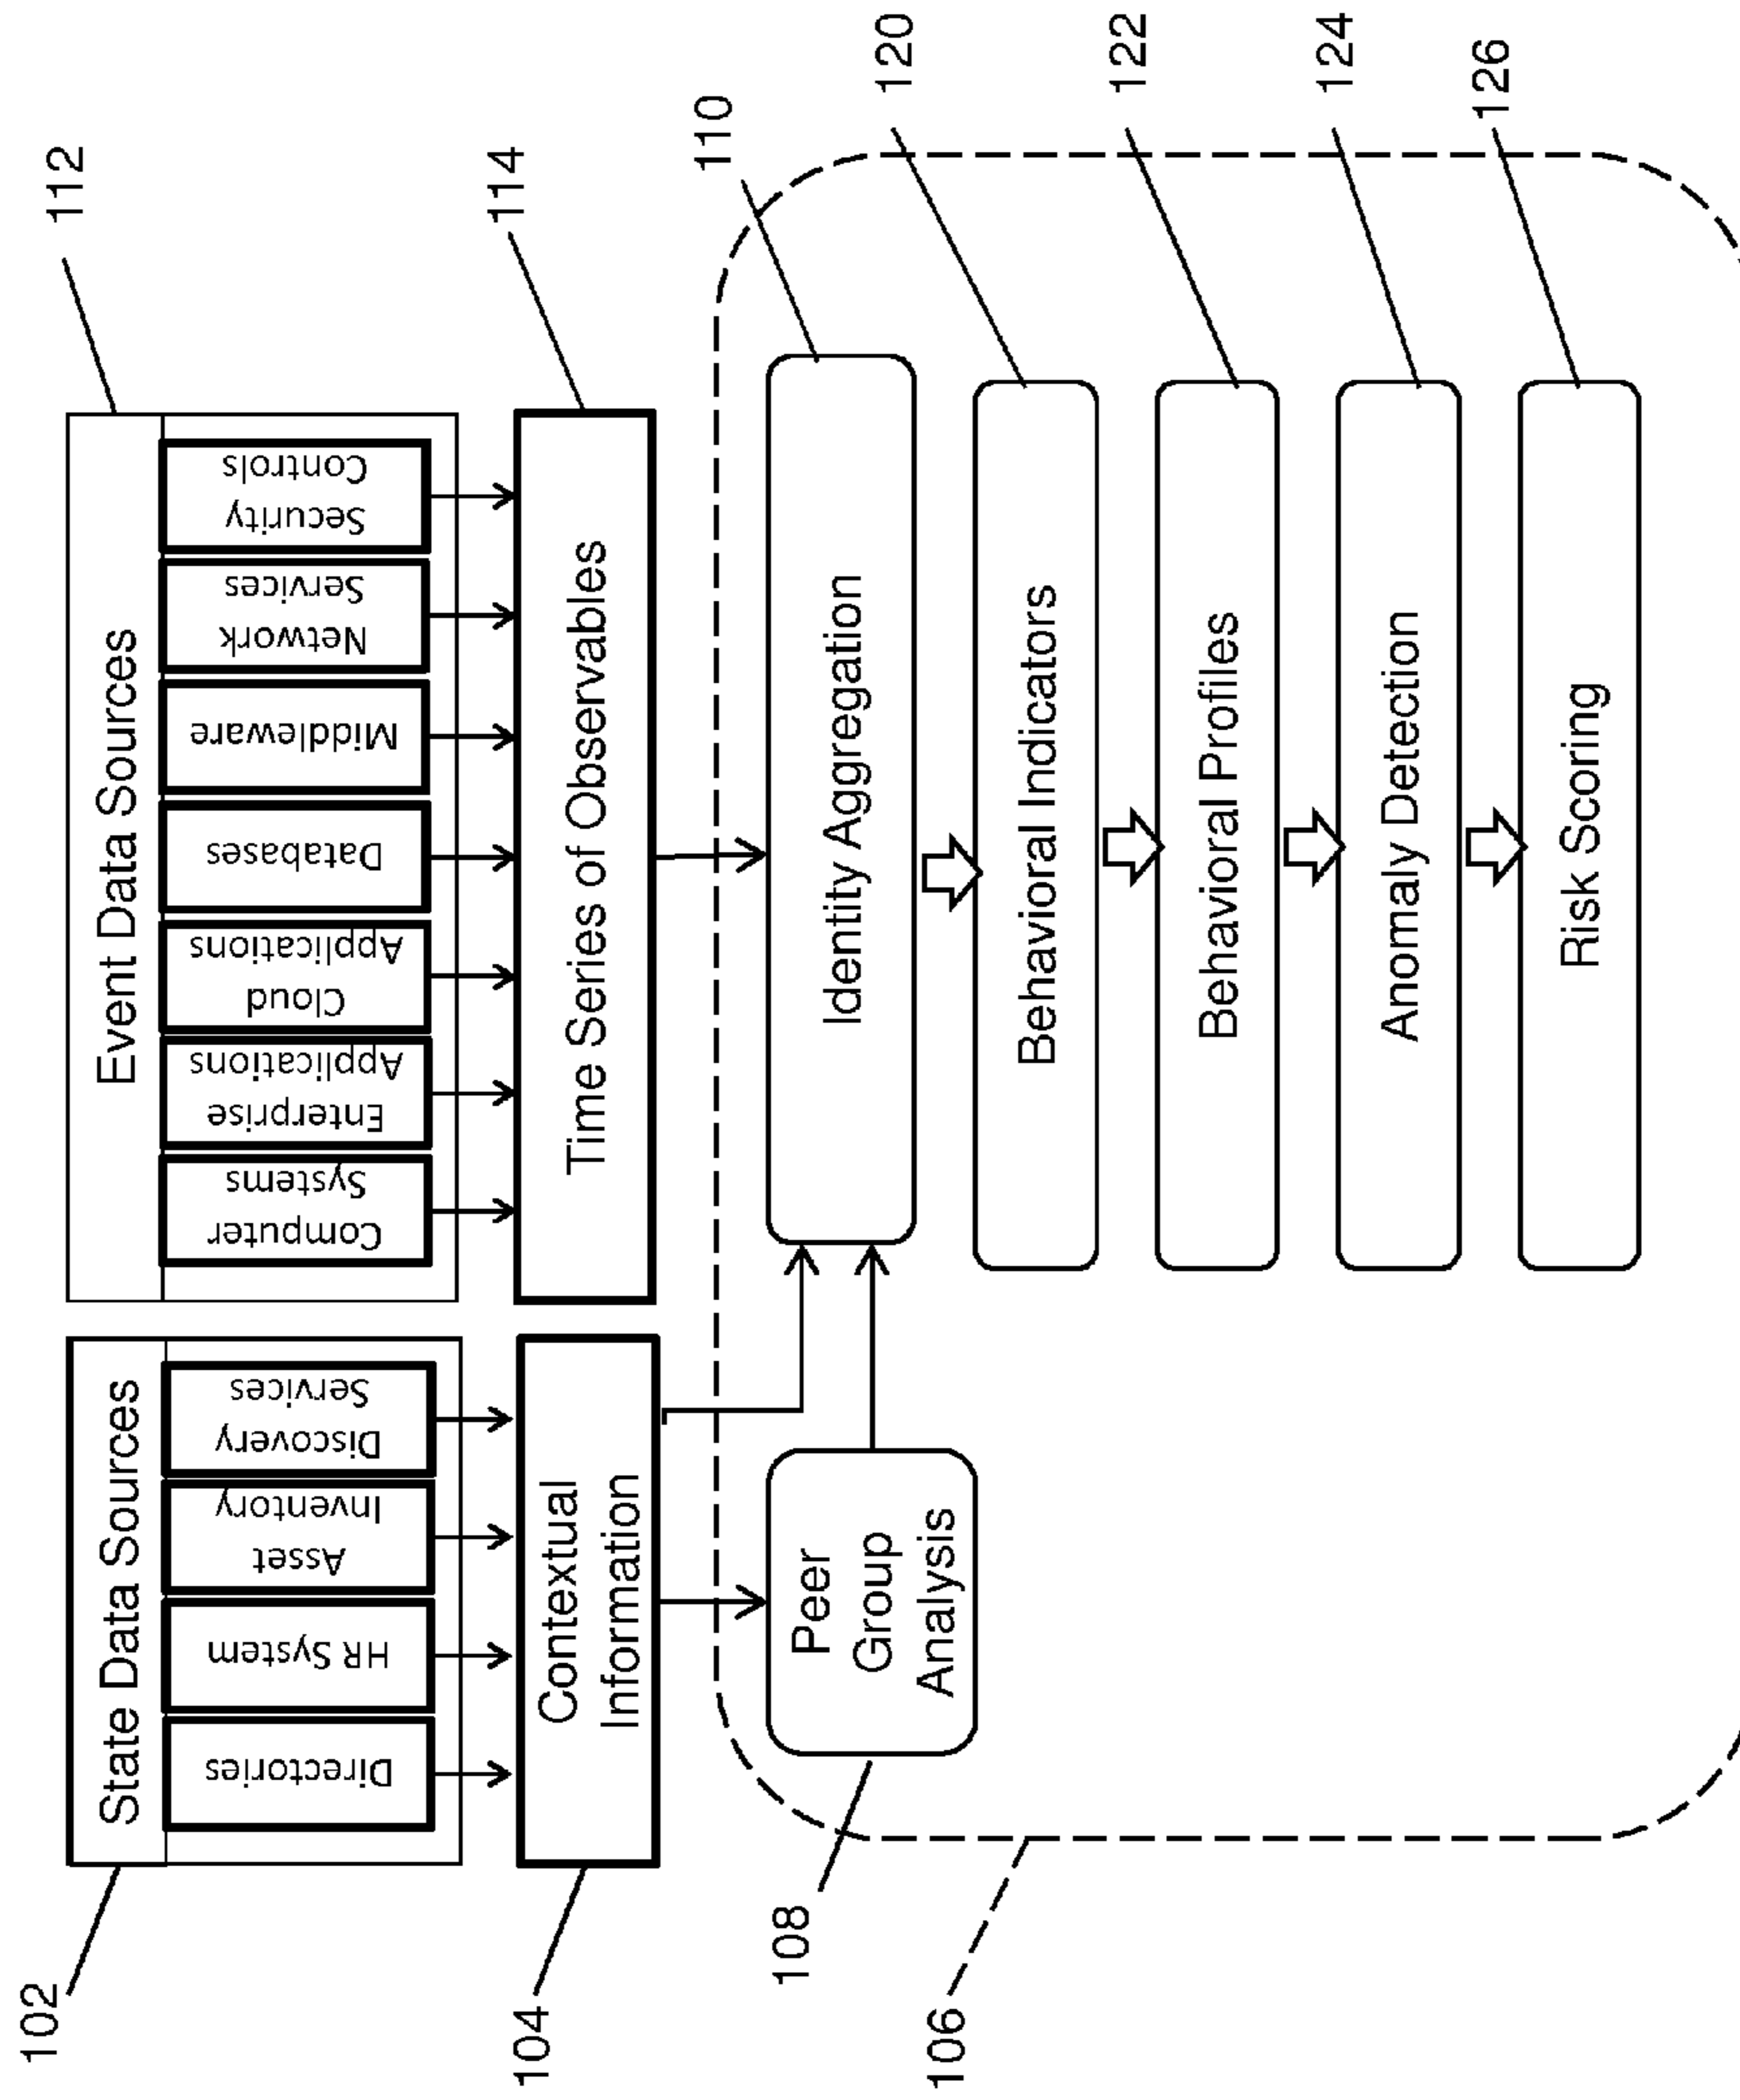 102
State Data Sources
Directories
HR System
Asset
Inventory
Discovery
Services
112
Event Data Sources
Computer
Systems
Enterprise
Applications
Cloud
Applications
Databases
Middleware
Network
Services
Security
Controls
104
Contextual
Information
114
Time Series of Observables
108
Peer
Group
Analysis
110
Identity Aggregation
106
120
Behavioral Indicators
122
Behavioral Profiles
124
Anomaly Detection
126
Risk Scoring